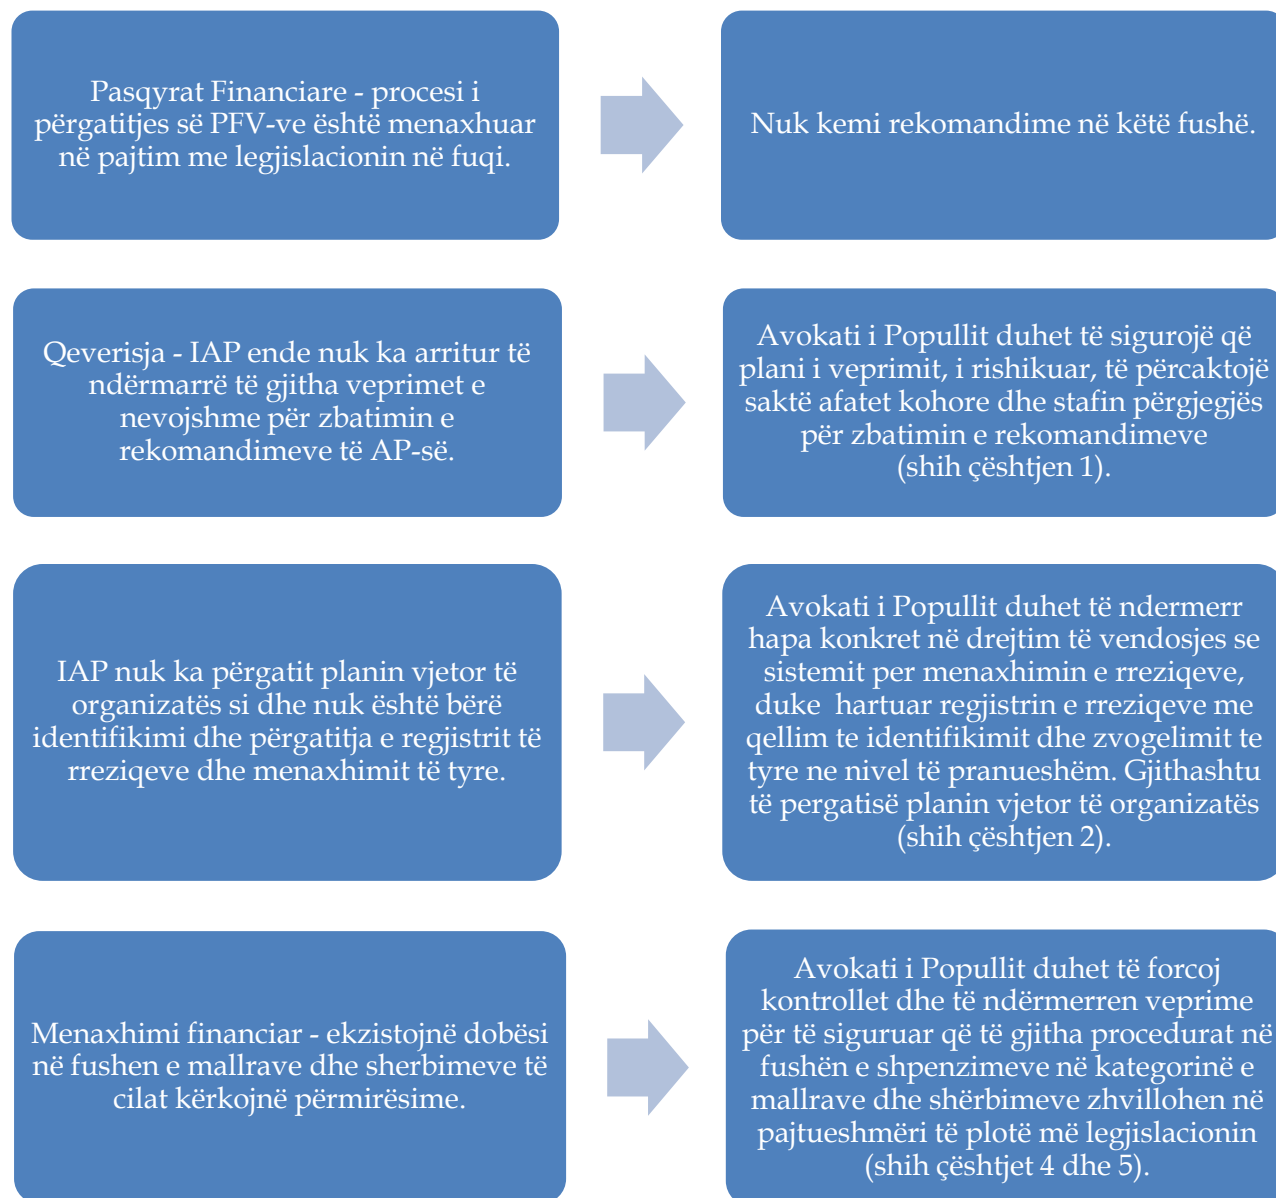 Pasqyrat Financiare - procesi i
përgatitjes së PFV-ve është menaxhuar
në pajtim me legjislacionin në fuqi.
Nuk kemi rekomandime në këtë fushë.
Qeverisja - IAP ende nuk ka arritur të
ndërmarrë të gjitha veprimet e
nevojshme për zbatimin e
rekomandimeve të AP-së.
Avokati i Popullit duhet të sigurojë që
plani i veprimit, i rishikuar, të përcaktojë
saktë afatet kohore dhe stafin përgjegjës
për zbatimin e rekomandimeve
(shih çështjen 1).
IAP nuk ka përgatit planin vjetor të
organizatës si dhe nuk është bërë
identifikimi dhe përgatitja e regjistrit të
rreziqeve dhe menaxhimit të tyre.
Avokati i Popullit duhet të ndermerr
hapa konkret në drejtim të vendosjes se
sistemit per menaxhimin e rreziqeve,
duke hartuar regjistrin e rreziqeve me
qellim te identifikimit dhe zvogelimit te
tyre ne nivel të pranueshëm. Gjithashtu
të pergatisë planin vjetor të organizatës
(shih çështjen 2).
Menaxhimi financiar - ekzistojnë dobësi
në fushen e mallrave dhe sherbimeve të
cilat kërkojnë përmirësime.
Avokati i Popullit duhet të forcoj
kontrollet dhe të ndërmerren veprime
për të siguruar që të gjitha procedurat në
fushën e shpenzimeve në kategorinë e
mallrave dhe shërbimeve zhvillohen në
pajtueshmëri të plotë më legjislacionin
(shih çështjet 4 dhe 5).